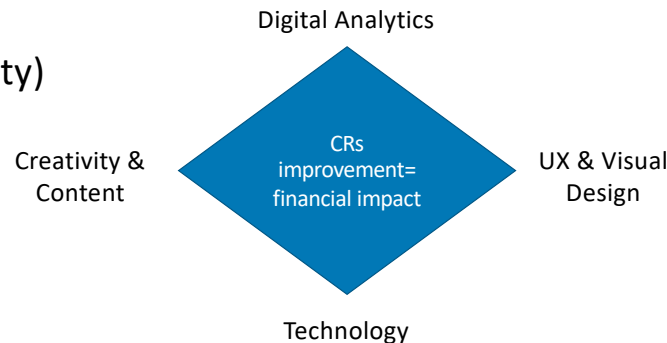 Digital Analytics
ty)
CRs
improvement=
financial impact
Creativity &
Content
UX & Visual
Design
Technology